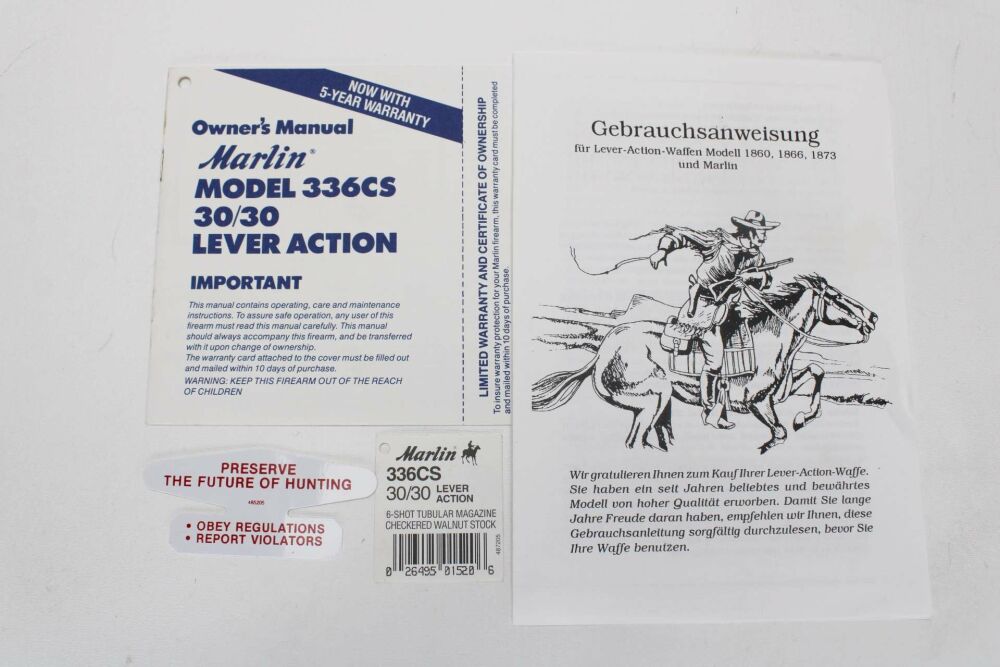 NOW WITH
5-YEAR WARRANTY
Owner's Manual
Marlin®
MODEL 336CS
30/30
LEVER ACTION
IMPORTANT
This manual contains operating, care and maintenance
instructions. To assure safe operation, any user of this
firearm must read this manual carefully. This manual
should always accompany this firearm, and be transferred
with it upon change of ownership.
The warranty card attached to the cover must be filled out
and mailed within 10 days of purchase.
WARNING: KEEP THIS FIREARM OUT OF THE REACH
OF CHILDREN
LIMITED WARRANTY AND CERTIFICATE OF OWNERSHIP
To insure warranty protection for your Marlin firearm, this warranty card must be completed
and mailed within 10 days of purchase.
Gebrauchsanweisung
für Lever-Action-Waffen Modell 1860, 1866, 1873
und Marlin
Wir gratulieren Ihnen zum Kauf Ihrer Lever-Action-Waffe.
Sie haben ein seit Jahren beliebtes und bewährtes
Modell von hoher Qualität erworben. Damit Sie lange
Jahre Freude daran haben, empfehlen wir Ihnen, diese
Gebrauchsanleitung sorgfältig durchzulesen, bevor Sie
Ihre Waffe benutzen.
PRESERVE
THE FUTURE OF HUNTING
485205
• OBEY REGULATIONS
• REPORT VIOLATORS
Marlin
336CS
30/30 LEVER
ACTION
6-SHOT TUBULAR MAGAZINE
CHECKERED WALNUT STOCK
487205
0 26495 01520 6